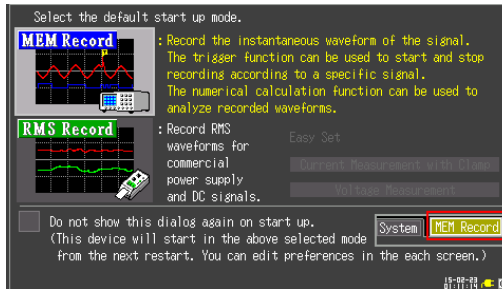 Select the default start up mode.
MEM Record
: Record the instantaneous waveform of the signal.
The trigger function can be used to start and stop
recording according to a specific signal.
The numerical calculation function can be used to
analyze recorded waveforms.
RMS Record
: Record RMS
waveforms for
commercial
power supply
and DC signals.
Easy Set
Current Measurement with Clamp
Voltage Measurement
Do not show this dialog again on start up.
(This device will start in the above selected mode
from the next restart. You can edit preferences in the each screen.)
System
MEM Record